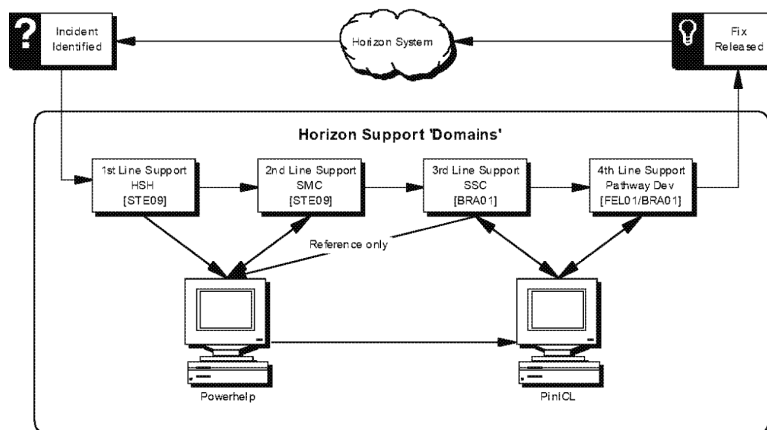 ?
Incident
Identified
Horizon System
Fix
Released
Horizon Support 'Domains'
1st Line Support
HSH
[STE09]
2nd Line Support
SMC
[STE09]
3rd Line Support
SSC
[BRA01]
4th Line Support
Pathway Dev
[FEL01/BRA01]
Reference only
Powerhelp
PinICL